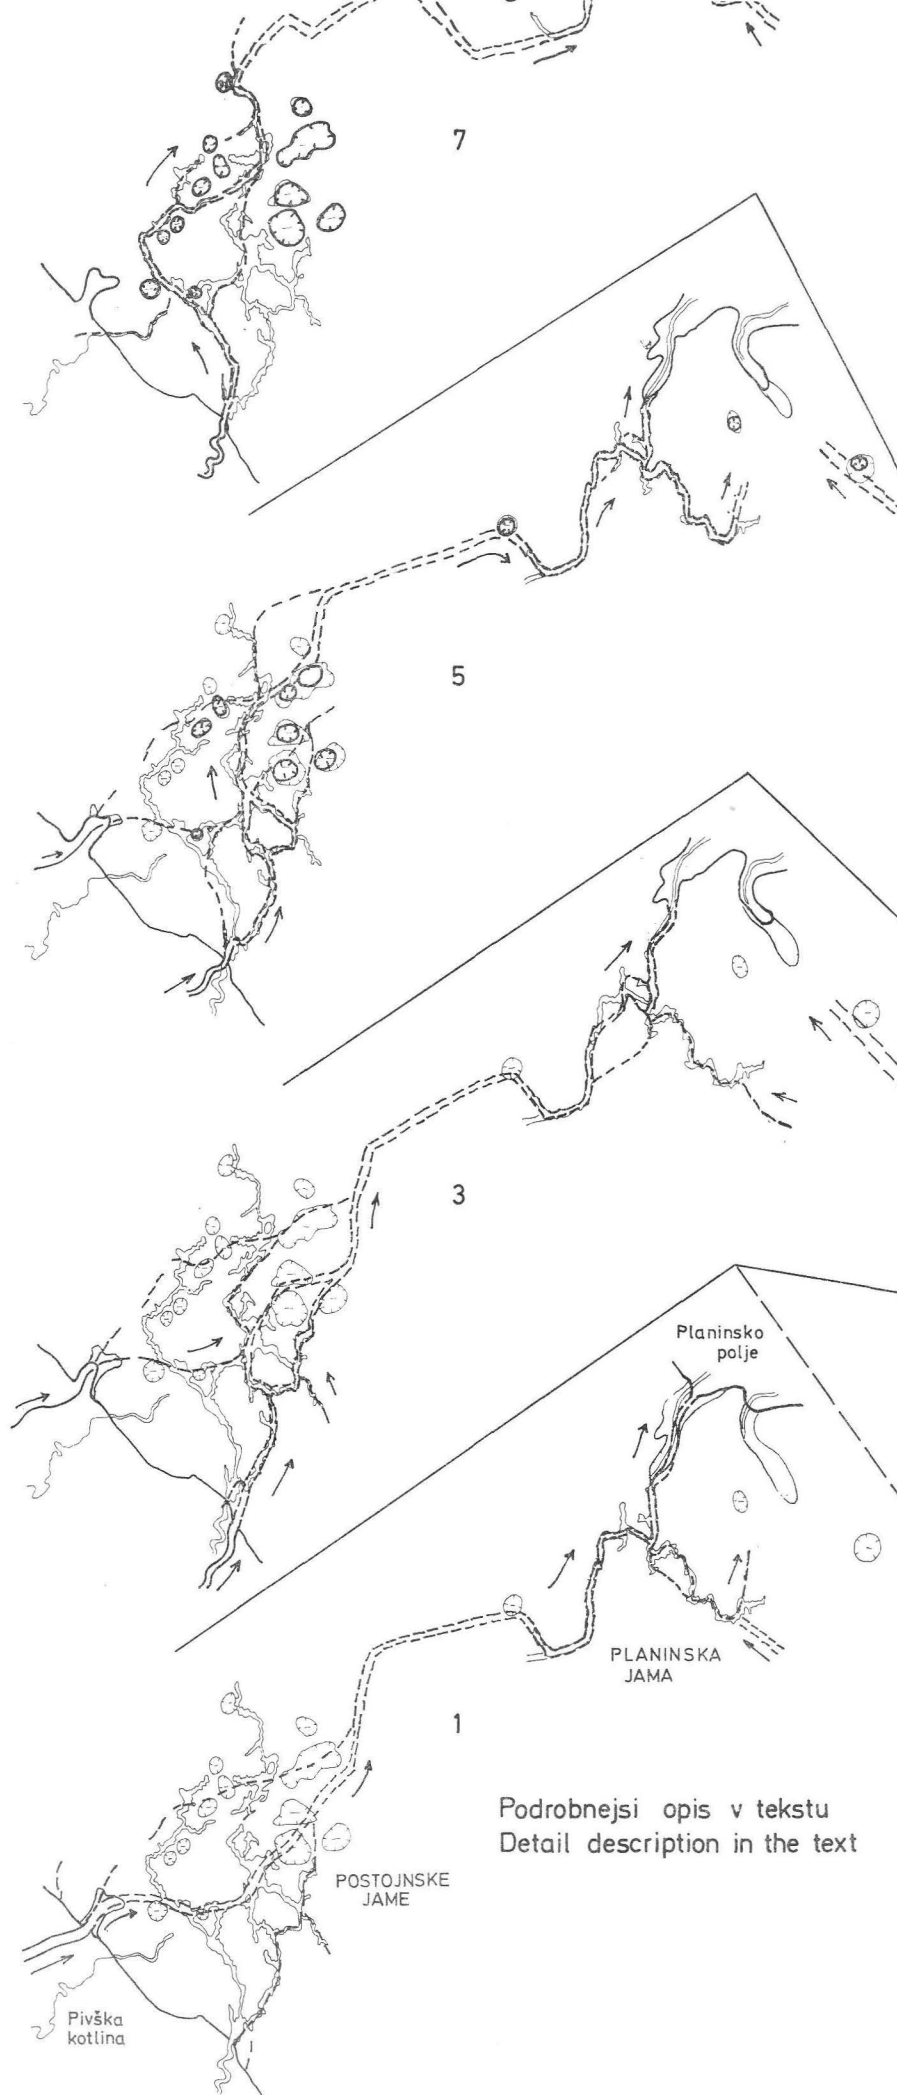 7
5
3
Planinsko
polje
PLANINSKA
JAMA
1
Podrobnejsi opis v tekstu
Detail description in the text
POSTOJNSKE
JAME
Pivška
kotlina